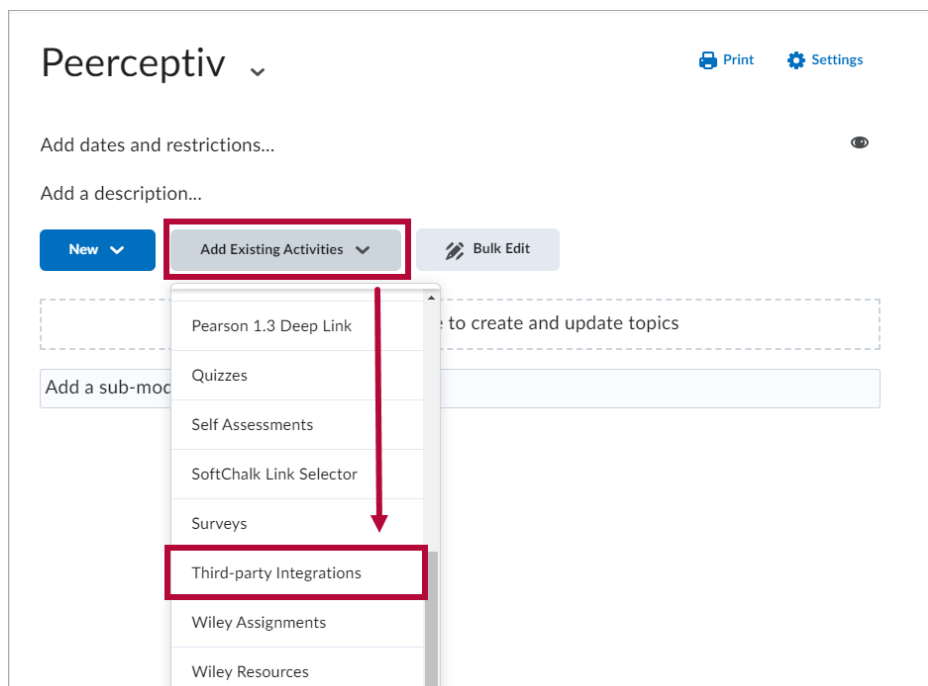 Peerceptiv
Print
Settings
Add dates and restrictions...
Add a description...
New
Add Existing Activities
Bulk Edit
to create and update topics
Add a sub-mod
Pearson 1.3 Deep Link
Quizzes
Self Assessments
SoftChalk Link Selector
Surveys
Third-party Integrations
Wiley Assignments
Wiley Resources